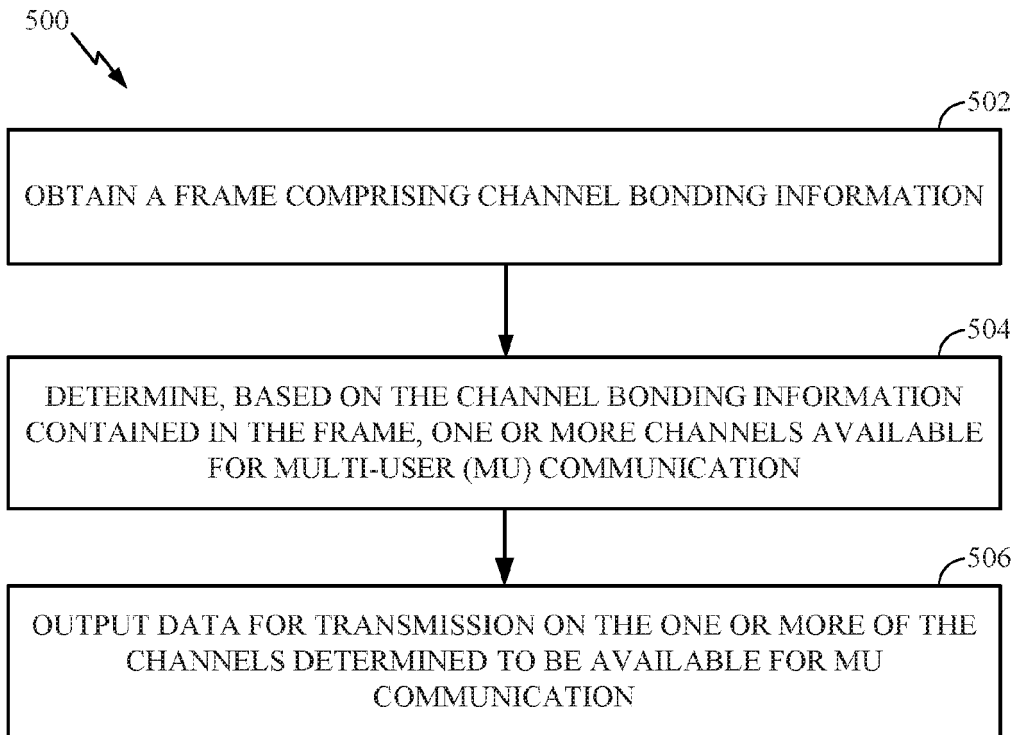 500
502
OBTAIN A FRAME COMPRISING CHANNEL BONDING INFORMATION
504
DETERMINE, BASED ON THE CHANNEL BONDING INFORMATION
CONTAINED IN THE FRAME, ONE OR MORE CHANNELS AVAILABLE
FOR MULTI-USER (MU) COMMUNICATION
506
OUTPUT DATA FOR TRANSMISSION ON THE ONE OR MORE OF THE
CHANNELS DETERMINED TO BE AVAILABLE FOR MU
COMMUNICATION